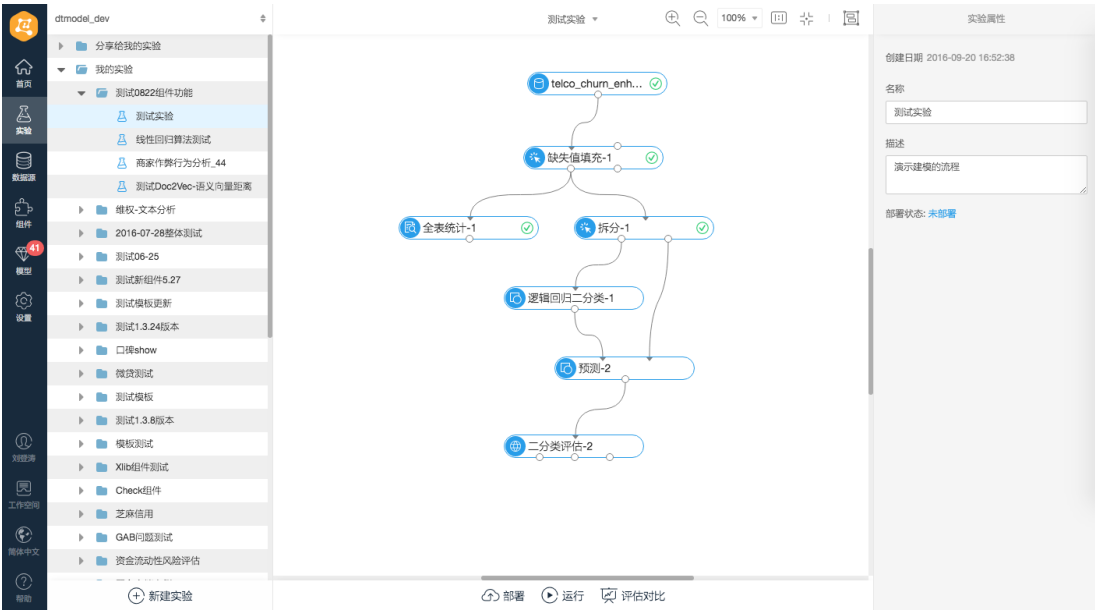 dtmodel_dev
分享给我的实验
我的实验
测试0822组件功能
测试实验
线性回归算法测试
商家作弊行为分析_44
测试Doc2Vec-语义向量距离
维权-文本分析
2016-07-28整体测试
测试06-25
测试新组件5.27
测试模板更新
测试1.3.24版本
口碑show
微贷测试
测试模板
测试1.3.8版本
模板测试
Xlib组件测试
Check组件
芝麻信用
GAB问题测试
资金流动性风险评估
新建实验
首页
实验
数据源
组件
41
模型
设置
工作空间
简体中文
帮助
测试实验
100%
telco_churn_enh...
缺失值填充-1
全表统计-1
拆分-1
逻辑回归二分类-1
预测-2
二分类评估-2
部署
运行
评估对比
实验属性
创建日期 2016-09-20 16:52:38
名称
测试实验
描述
演示建模的流程
部署状态: 未部署